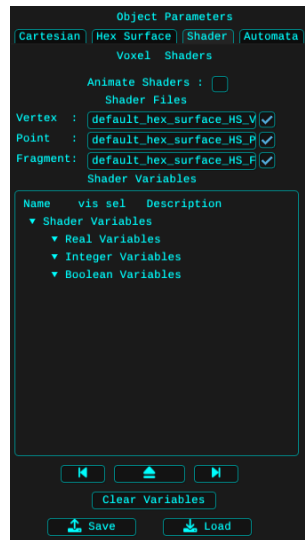 Object Parameters
Cartesian Hex Surface Shader Automata
Voxel Shaders
Animate Shaders :
Shader Files
Vertex : default_hex_surface_HS_V
Point : default_hex_surface_HS_P
Fragment: default_hex_surface_HS_F
Shader Variables
Name vis sel Description
Shader Variables
Real Variables
Integer Variables
Boolean Variables
Clear Variables
Save Load